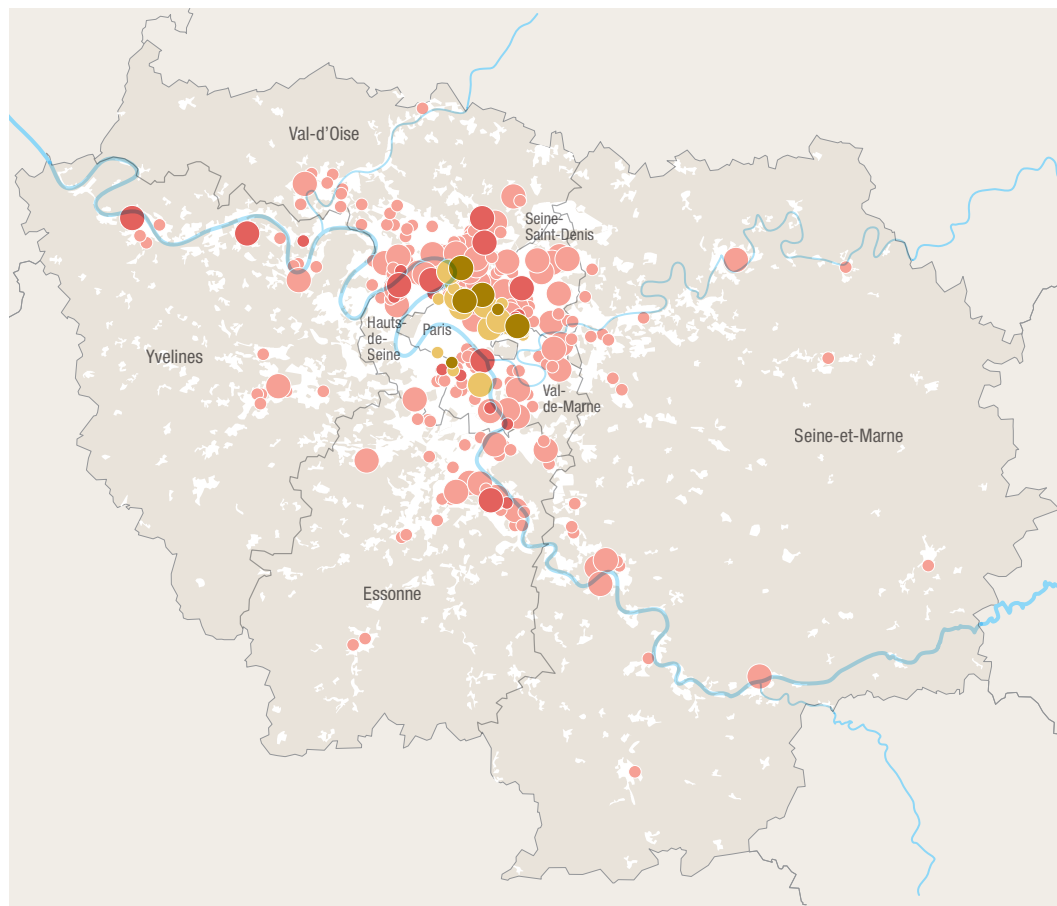 Val-d’Oise
Seine-
Saint-Denis
Hauts-
de-
Seine
Paris
Yvelines
Val-
de-Marne
Seine-et-Marne
Essonne